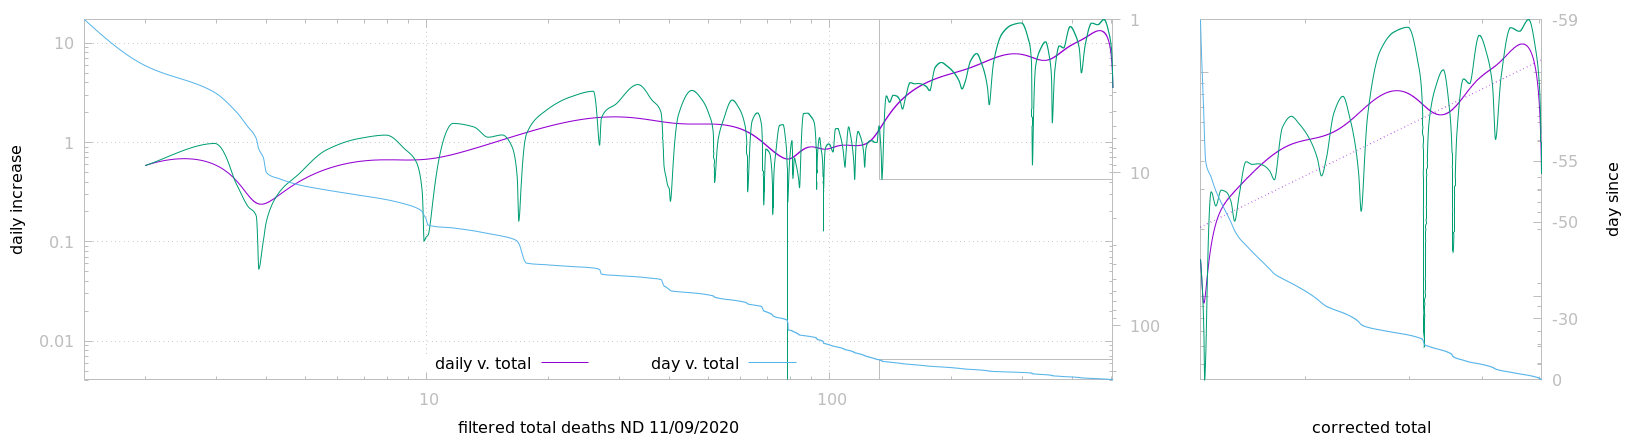 daily increase
10
1
0.1
0.01
daily v. total
day v. total
10
100
filtered total deaths ND 11/09/2020
1
10
100
-59
-55
-50
-30
0
day since
corrected total